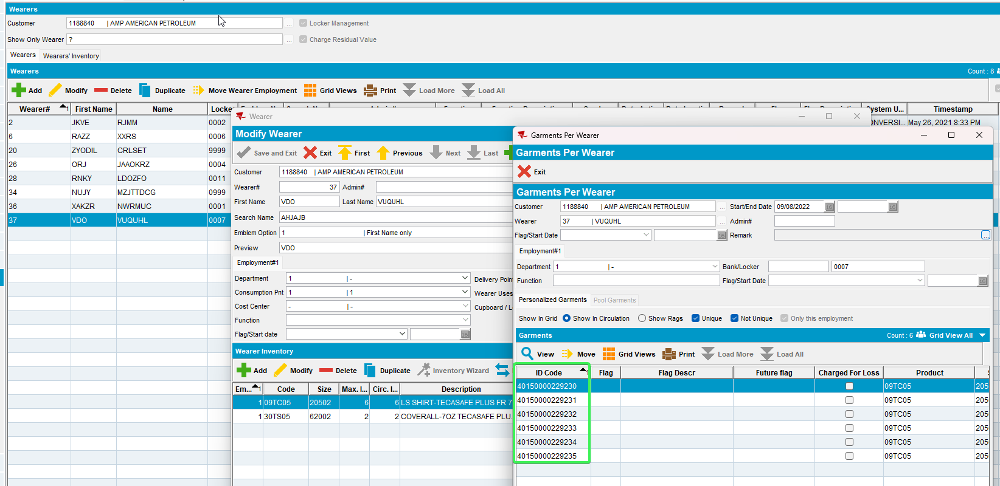 Wearers
Customer 1188840 | AMP AMERICAN PETROLEUM ... Locker Management
Show Only Wearer ? ... Charge Residual Value
Wearers Wearers' Inventory
Wearers Count : 8
Add Modify Delete Duplicate Move Wearer Employment Grid Views Print Load More Load All
Wearer# 1 First Name Name Locke System U... Timestamp
2 JKVE RJMM 0002 ONVERSI... May 26, 2021 8:33 PM
6 RAZZ XXRS 0006
20 ZYODIL CRLSET 9999
26 ORJ JAAOKRZ 0004
28 RNKY LDOZFO 0011
34 NUJY MZJTTDCG 0999
36 XAKZR NWRMUC 0001
37 VDO VUQUHL 0007
Wearer
Modify Wearer
Save and Exit Exit First Previous Next Last
Customer 1188840 | AMP AMERICAN PETROLEUM
Wearer# 37 Admin#
First Name VDO Last Name VUQUHL
Search Name AHJAJB
Emblem Option 1 | First Name only
Preview VDO
Employment#1
Department 1 | - Delivery Point
Consumption Pnt 1 | 1 Wearer Uses
Cost Center - | - Cupboard / L
Function
Flag/Start date 16
Wearer Inventory
Add Modify Delete Duplicate Inventory Wizard
Em... 1 Code Size Max. I... Circ. I... Description
1 09TC05 20502 6 6 LS SHIRT-TECASAFE PLUS FR 7
1 30TS05 62002 2 2 COVERALL-7OZ TECASAFE PLU
Garments Per Wearer
Garments Per Wearer
Exit
Garments Per Wearer
Customer 1188840 | AMP AMERICAN PETROLEUM ... Start/End Date 09/08/2022 16 16
Wearer 37 | VUQUHL ... Admin#
Flag/Start Date 16 Remark ...
Employment#1
Department 1 | - Bank/Locker 0007
Function Flag/Start Date 16
Personalized Garments Pool Garments
Show In Grid Show In Circulation Show Rags Unique Not Unique Only this employment
Garments Count : 6 Grid View All
View Move Grid Views Print Load More Load All
ID Code Flag Flag Descr Future flag Charged For Loss Product
40150000229230 09TC05 205
40150000229231 09TC05 205
40150000229232 09TC05 205
40150000229233 09TC05 205
40150000229234 09TC05 205
40150000229235 09TC05 205